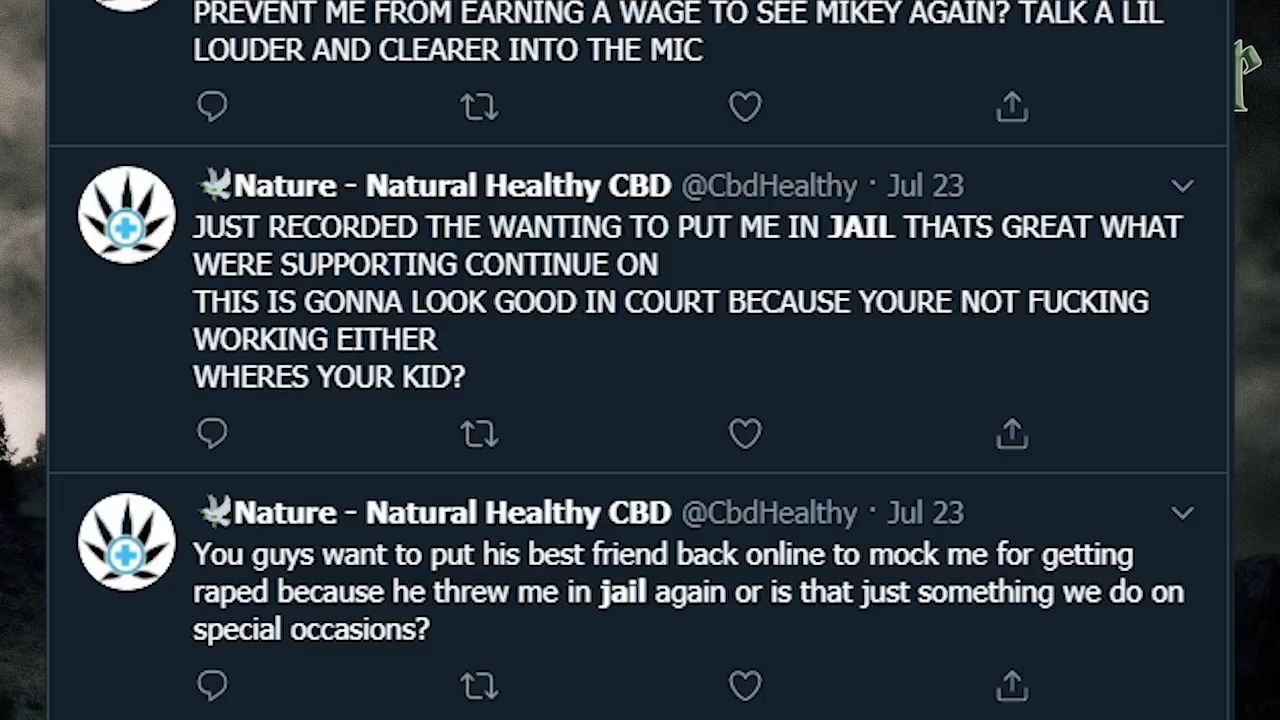 PREVENT ME FROM EARNING A WAGE TO SEE MIKEY AGAIN? TALK A LIL
LOUDER AND CLEARER INTO THE MIC
Nature - Natural Healthy CBD @CbdHealthy · Jul 23
JUST RECORDED THE WANTING TO PUT ME IN JAIL THATS GREAT WHAT
WERE SUPPORTING CONTINUE ON
THIS IS GONNA LOOK GOOD IN COURT BECAUSE YOURE NOT FUCKING
WORKING EITHER
WHERES YOUR KID?
Nature - Natural Healthy CBD @CbdHealthy · Jul 23
You guys want to put his best friend back online to mock me for getting
raped because he threw me in jail again or is that just something we do on
special occasions?